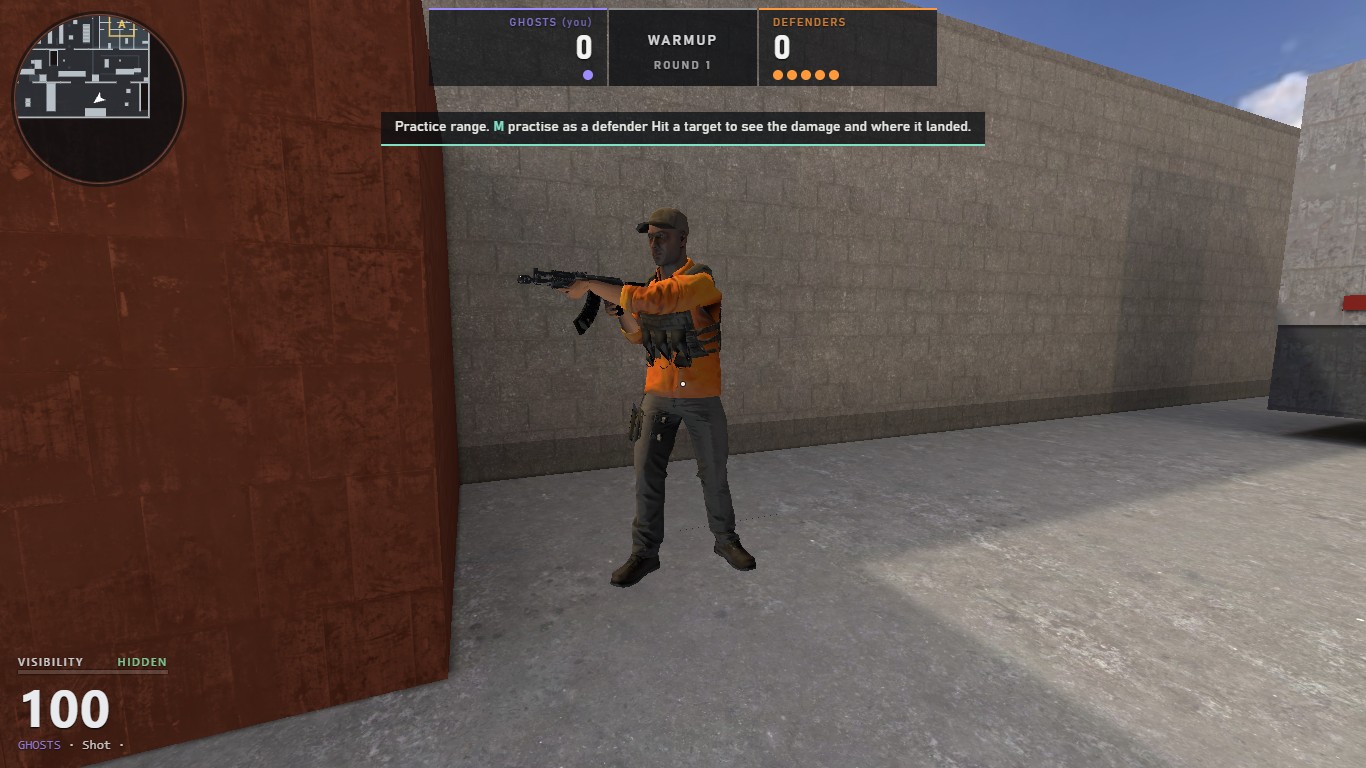 A
GHOSTS (you)
0
WARMUP
ROUND 1
DEFENDERS
0
Practice range. M practise as a defender Hit a target to see the damage and where it landed.
VISIBILITY HIDDEN
100
GHOSTS · Shot ·